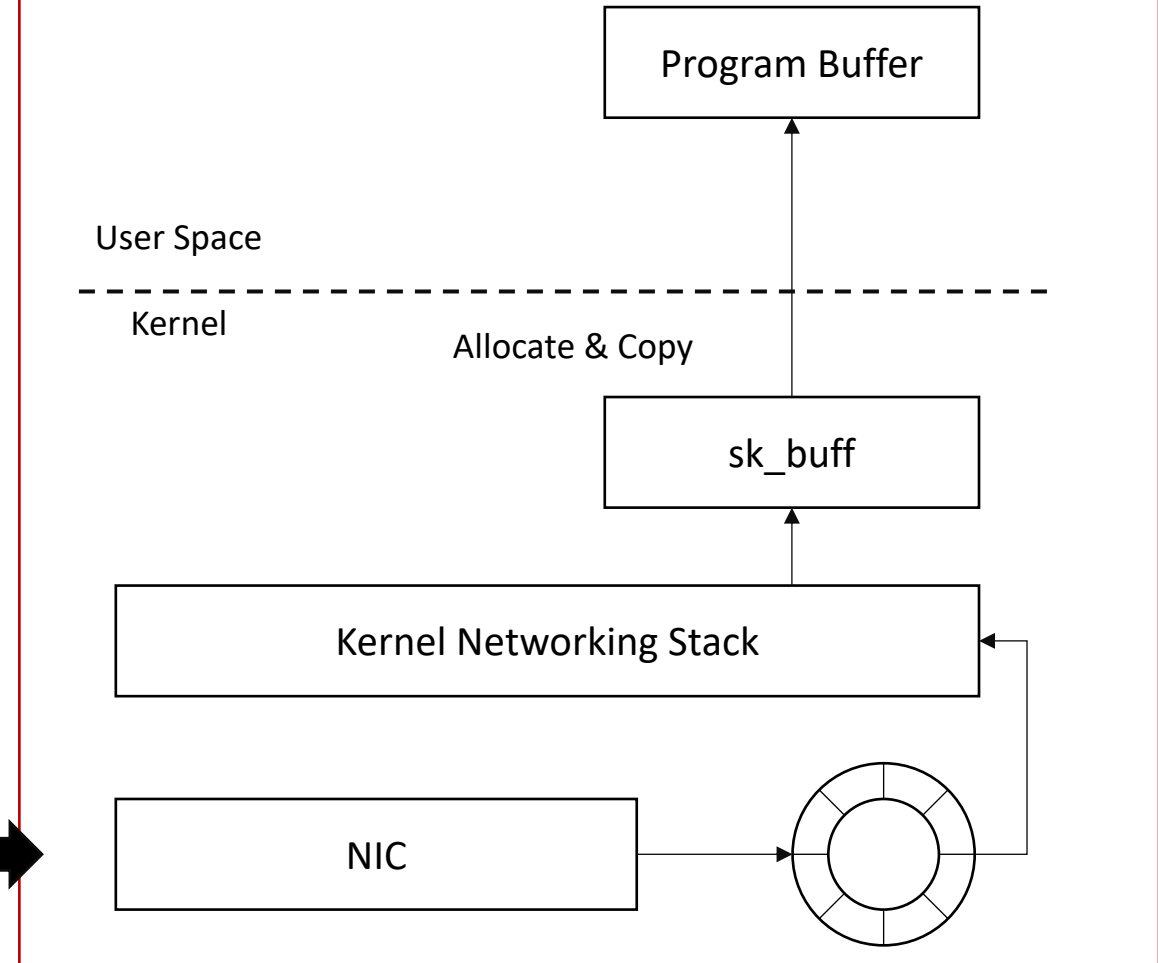 Program Buffer
User Space
Kernel
Allocate & Copy
sk_buff
Kernel Networking Stack
NIC